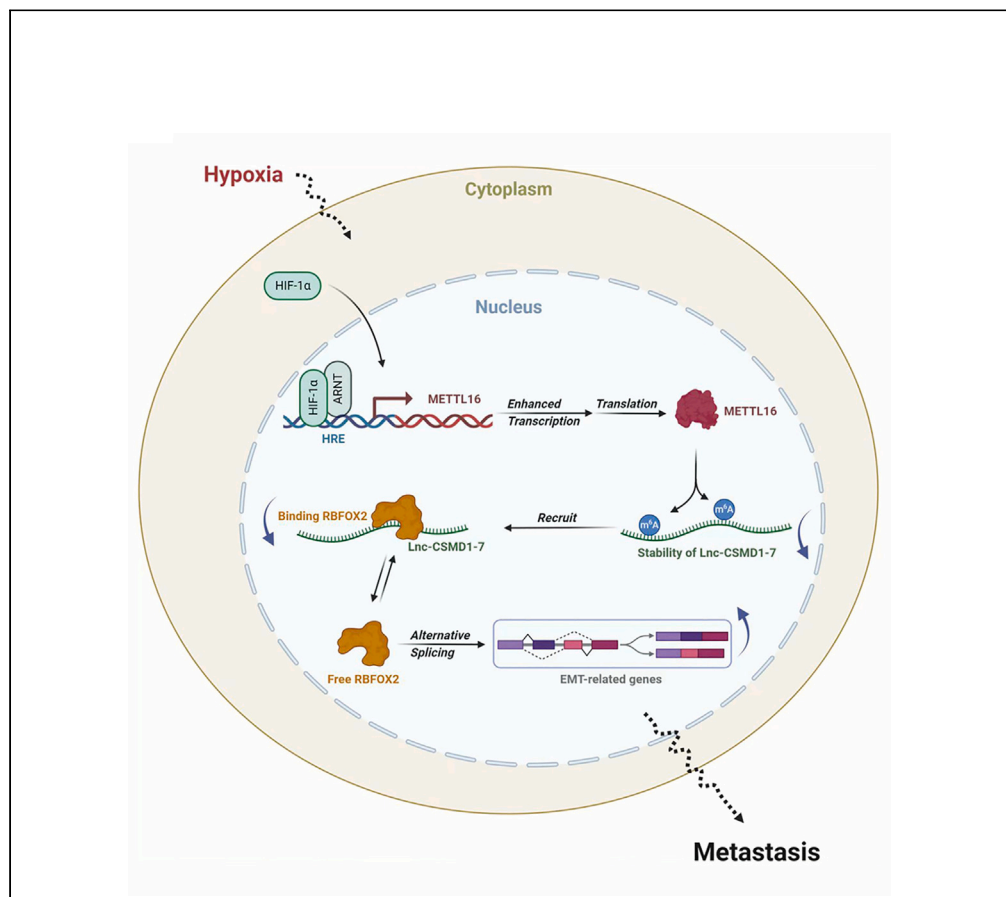 Hypoxia
Cytoplasm
HIF-1α
Nucleus
HIF-1α
ARNT
METTL16
HRE
Enhanced
Transcription
Translation
METTL16
m⁶A
m⁶A
Stability of Lnc-CSMD1-7
Recruit
Binding RBFOX2
Lnc-CSMD1-7
Free RBFOX2
Alternative
Splicing
EMT-related genes
Metastasis